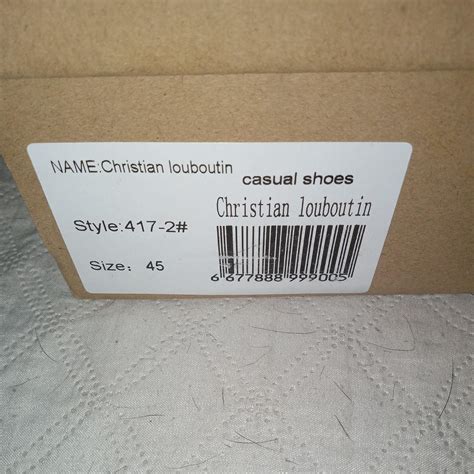 NAME:Christian louboutin
casual shoes
Christian louboutin
Style:417-2#
Size: 45
6 677888 999005